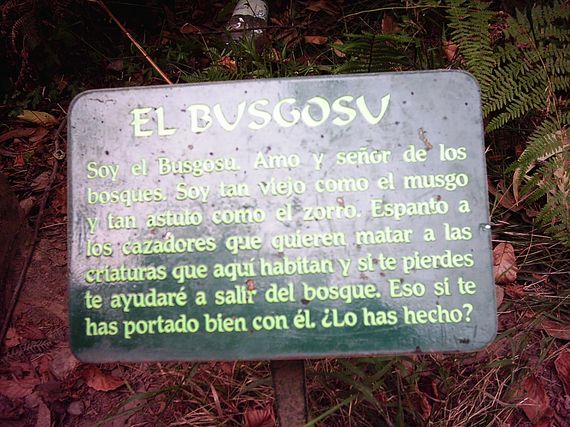 EL BUSGOSU
Soy el Busgosu. Amo y señor de los
bosques. Soy tan viejo como el musgo
y tan astuto como el zorro. Espanto a
los cazadores que quieren matar a las
criaturas que aquí habitan y si te pierdes
te ayudaré a salir del bosque. Eso si te
has portado bien con él. ¿Lo has hecho?